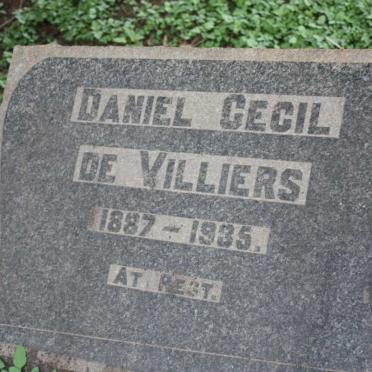 DANIEL CECIL
DE VILLIERS
1887 - 1935.
AT REST.